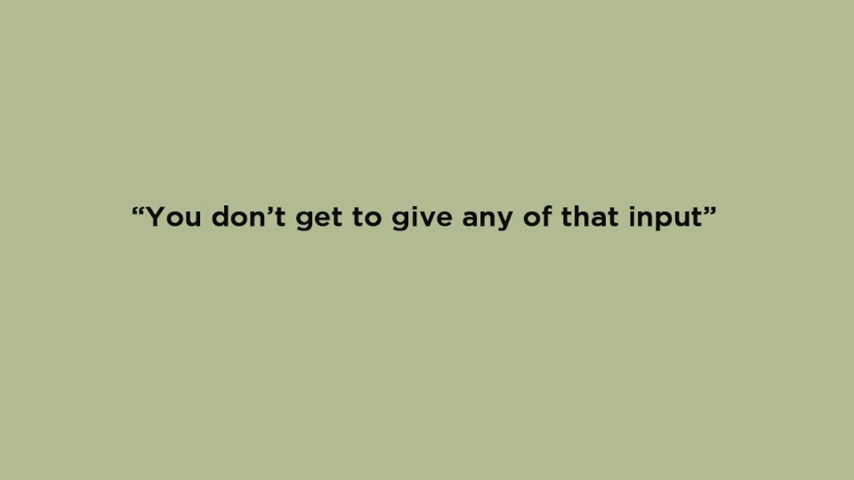 “You don’t get to give any of that input”